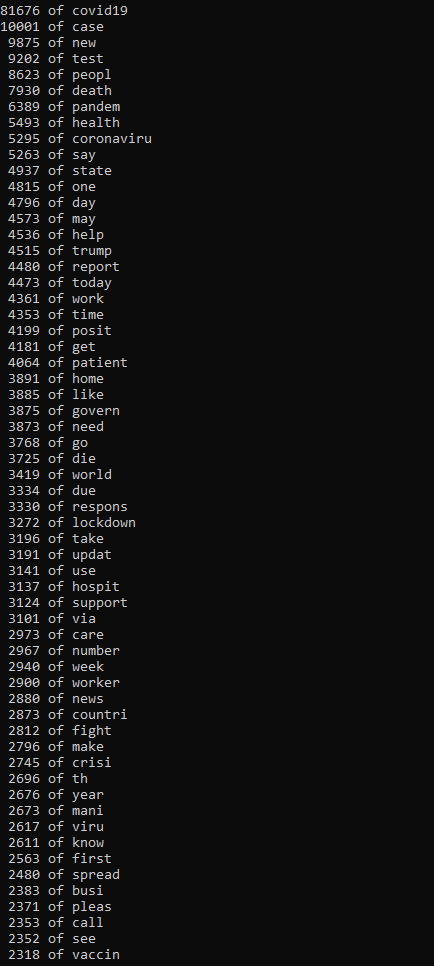 81676 of covid19
10001 of case
9875 of new
9202 of test
8623 of peopl
7930 of death
6389 of pandem
5493 of health
5295 of coronaviru
5263 of say
4937 of state
4815 of one
4796 of day
4573 of may
4536 of help
4515 of trump
4480 of report
4473 of today
4361 of work
4353 of time
4199 of posit
4181 of get
4064 of patient
3891 of home
3885 of like
3875 of govern
3873 of need
3768 of go
3725 of die
3419 of world
3334 of due
3330 of respons
3272 of lockdown
3196 of take
3191 of updat
3141 of use
3137 of hospit
3124 of support
3101 of via
2973 of care
2967 of number
2940 of week
2900 of worker
2880 of news
2873 of countri
2812 of fight
2796 of make
2745 of crisi
2696 of th
2676 of year
2673 of mani
2617 of viru
2611 of know
2563 of first
2480 of spread
2383 of busi
2371 of pleas
2353 of call
2352 of see
2318 of vaccin